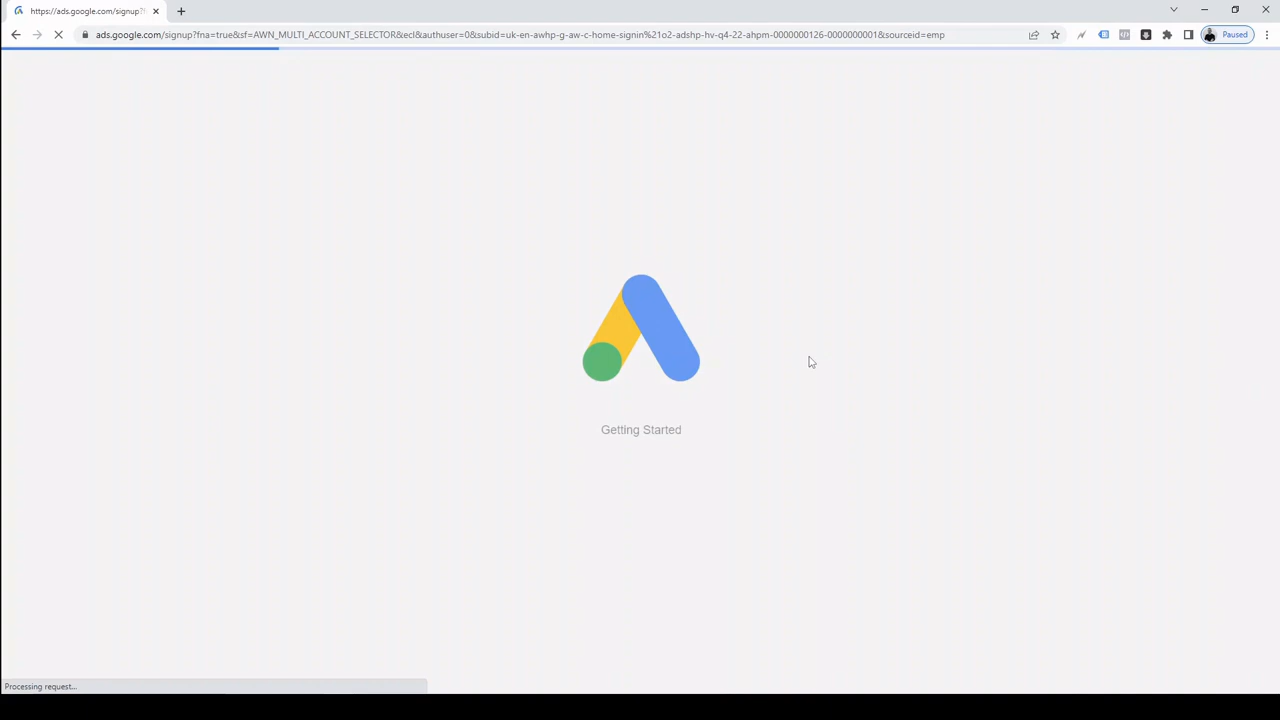 https://ads.google.com/signup?f
ads.google.com/signup?fna=true&sf=AWN_MULTI_ACCOUNT_SELECTOR&ecl&authuser=0&subid=uk-en-awhp-g-aw-c-home-signin%21o2-adshp-hv-q4-22-ahpm-0000000126-0000000001&sourceid=emp
Paused
Getting Started
Processing request...